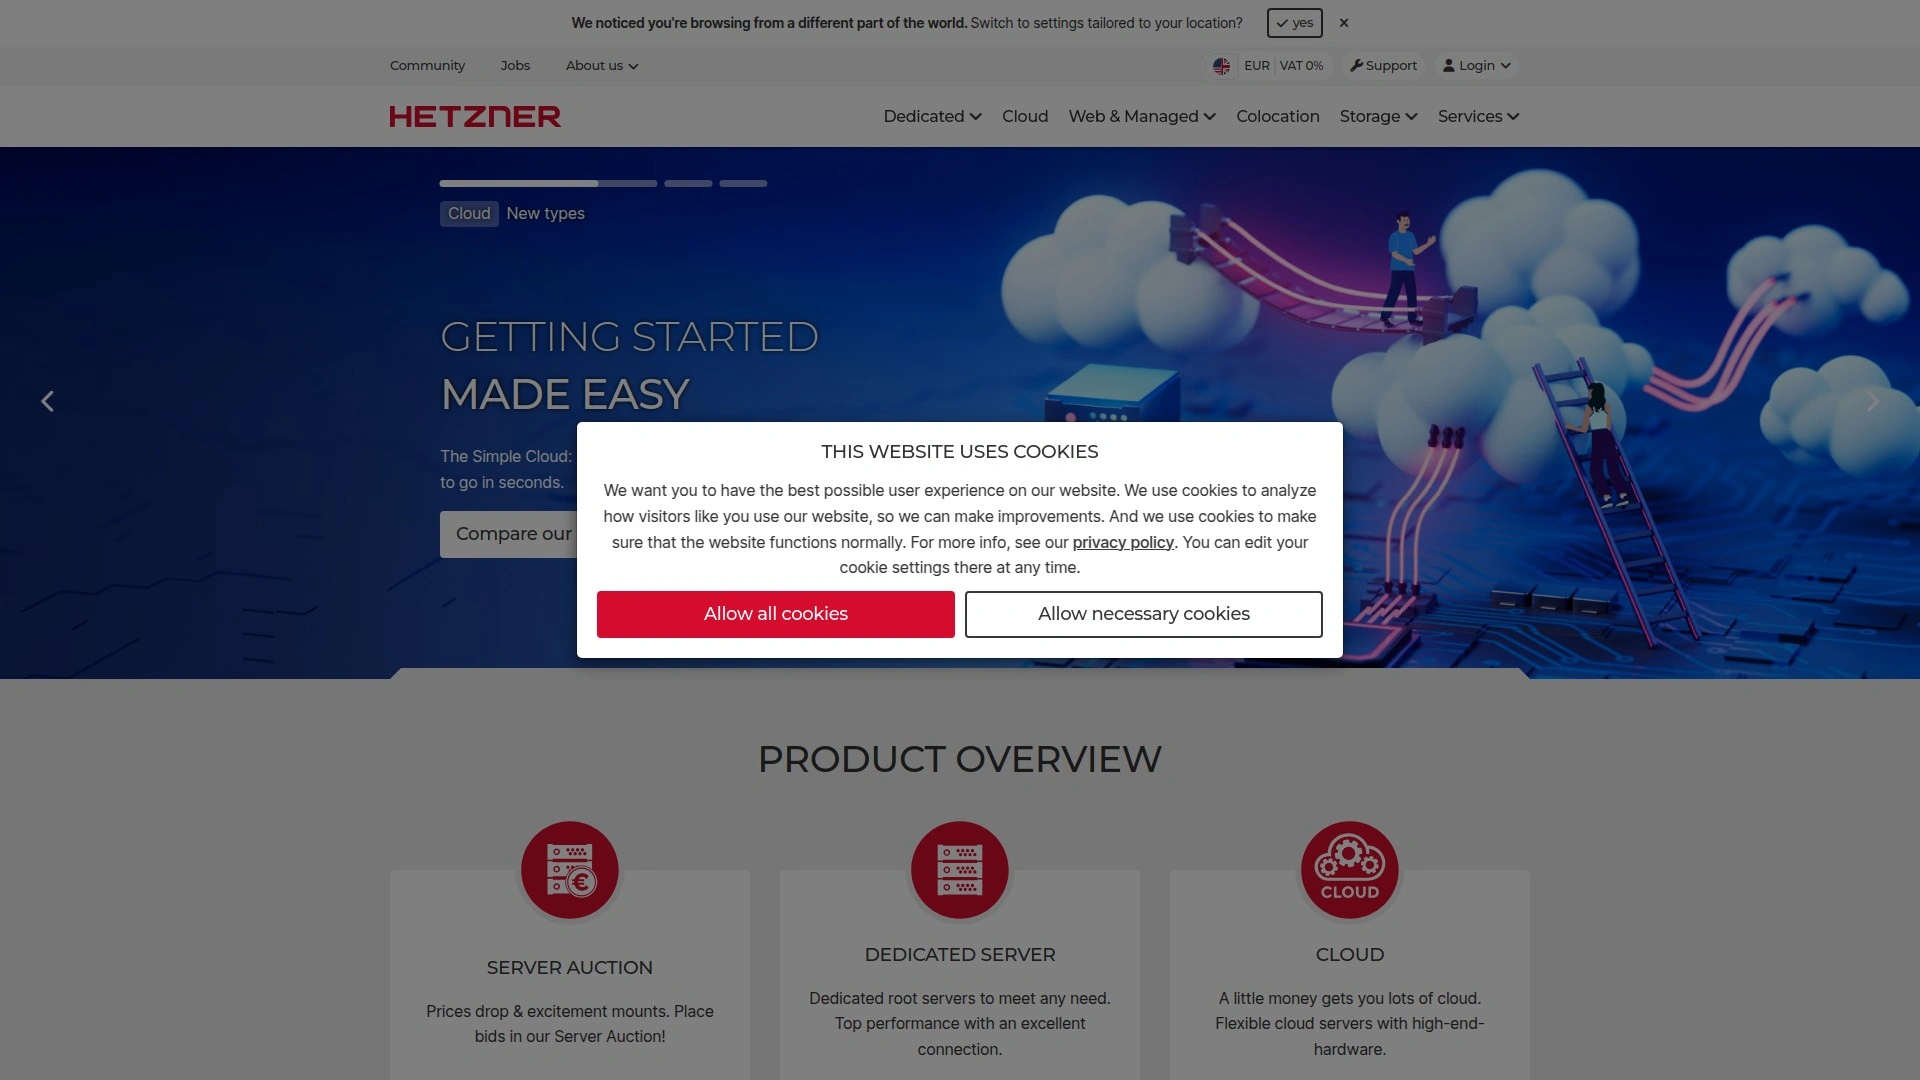 We noticed you're browsing from a different part of the world. Switch to settings tailored to your location? yes ×
Community Jobs About us EUR VAT 0% Support Login
HETZNER Dedicated Cloud Web & Managed Colocation Storage Services
Cloud New types
GETTING STARTED
MADE EASY
The Simple Cloud:
to go in seconds.
Compare our
THIS WEBSITE USES COOKIES
We want you to have the best possible user experience on our website. We use cookies to analyze
how visitors like you use our website, so we can make improvements. And we use cookies to make
sure that the website functions normally. For more info, see our privacy policy. You can edit your
cookie settings there at any time.
Allow all cookies Allow necessary cookies
PRODUCT OVERVIEW
CLOUD
SERVER AUCTION
Prices drop & excitement mounts. Place
bids in our Server Auction!
DEDICATED SERVER
Dedicated root servers to meet any need.
Top performance with an excellent
connection.
CLOUD
A little money gets you lots of cloud.
Flexible cloud servers with high-end-
hardware.